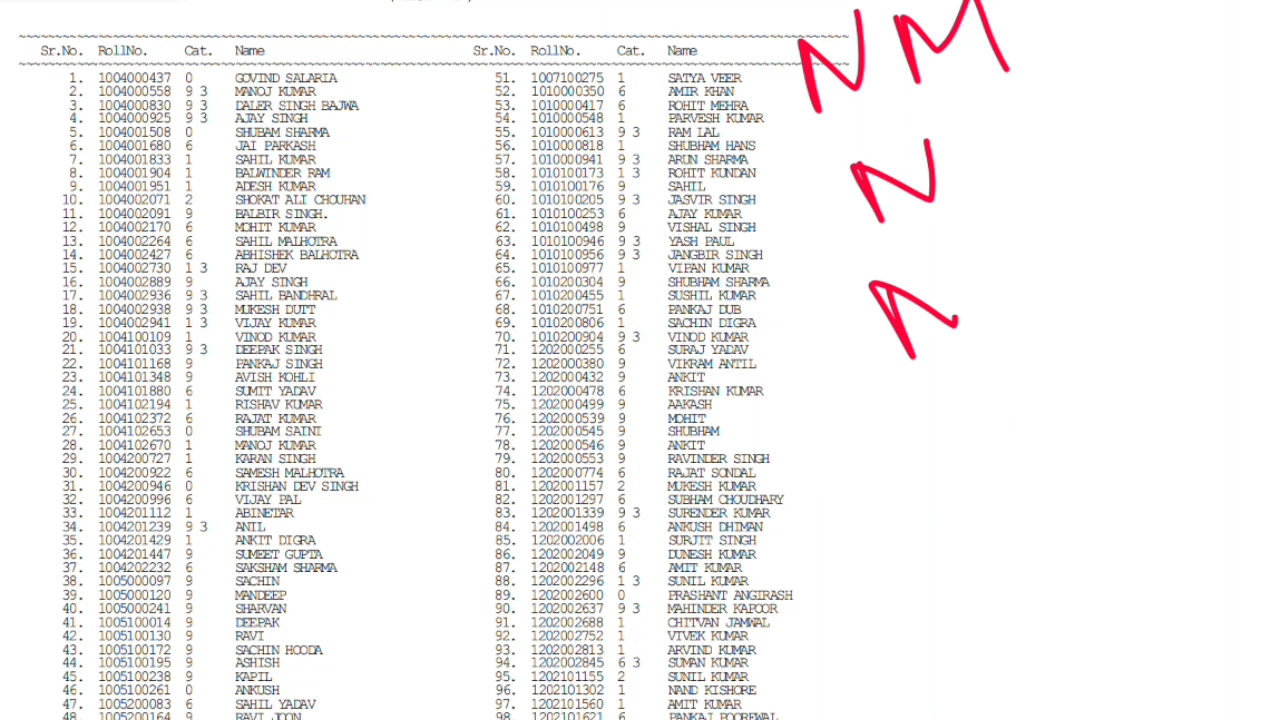 Sr.No. RollNo. Cat. Name Sr.No. RollNo. Cat. Name
1. 1004000437 0 GOVIND SALARIA 51. 1007100275 1 SATYA VEER
2. 1004000558 9 3 MANOJ KUMAR 52. 1010000350 6 AMIR KHAN
3. 1004000830 9 3 DALER SINGH BAJWA 53. 1010000417 6 ROHIT MEHRA
4. 1004000925 9 3 AJAY SINGH 54. 1010000548 1 PARVESH KUMAR
5. 1004001508 0 SHUBAM SHARMA 55. 1010000613 9 3 RAM LAL
6. 1004001680 6 JAI PARKASH 56. 1010000818 1 SHUBHAM HANS
7. 1004001833 1 SAHIL KUMAR 57. 1010000941 9 3 ARUN SHARMA
8. 1004001904 1 BALWINDER RAM 58. 1010100173 1 3 ROHIT KUNDAN
9. 1004001951 1 ADESH KUMAR 59. 1010100176 9 SAHIL
10. 1004002071 2 SHOKAT ALI CHOUHAN 60. 1010100205 9 3 JASVIR SINGH
11. 1004002091 9 BALBIR SINGH. 61. 1010100253 6 AJAY KUMAR
12. 1004002170 6 MOHIT KUMAR 62. 1010100498 9 VISHAL SINGH
13. 1004002264 6 SAHIL MALHOTRA 63. 1010100946 9 3 YASH PAUL
14. 1004002427 6 ABHISHEK BALHOTRA 64. 1010100956 9 3 JANGBIR SINGH
15. 1004002730 1 3 RAJ DEV 65. 1010100977 1 VIPAN KUMAR
16. 1004002889 9 AJAY SINGH 66. 1010200304 9 SHUBHAM SHARMA
17. 1004002936 9 3 SAHIL BANDHRAL 67. 1010200455 1 SUSHIL KUMAR
18. 1004002938 9 3 MUKESH DUTT 68. 1010200751 6 PANKAJ DUB
19. 1004002941 1 3 VIJAY KUMAR 69. 1010200806 1 SACHIN DIGRA
20. 1004100109 1 VINOD KUMAR 70. 1010200904 9 3 VINOD KUMAR
21. 1004101033 9 3 DEEPAK SINGH 71. 1202000255 6 SURAJ YADAV
22. 1004101168 9 PANKAJ SINGH 72. 1202000380 9 VIKRAM ANTIL
23. 1004101348 9 AVISH KOHLI 73. 1202000432 9 ANKIT
24. 1004101880 6 SUMIT YADAV 74. 1202000478 6 KRISHAN KUMAR
25. 1004102194 1 RISHAV KUMAR 75. 1202000499 9 AAKASH
26. 1004102372 6 RAJAT KUMAR 76. 1202000539 9 MOHIT
27. 1004102653 0 SHUBAM SAINI 77. 1202000545 9 SHUBHAM
28. 1004102670 1 MANOJ KUMAR 78. 1202000546 9 ANKIT
29. 1004200727 1 KARAN SINGH 79. 1202000553 9 RAVINDER SINGH
30. 1004200922 6 SAMESH MALHOTRA 80. 1202000774 6 RAJAT SONDAL
31. 1004200946 0 KRISHAN DEV SINGH 81. 1202001157 2 MUKESH KUMAR
32. 1004200996 6 VIJAY PAL 82. 1202001297 6 SUBHAM CHOUDHARY
33. 1004201112 1 ABINETAR 83. 1202001339 9 3 SURENDER KUMAR
34. 1004201239 9 3 ANIL 84. 1202001498 6 ANKUSH DHIMAN
35. 1004201429 1 ANKIT DIGRA 85. 1202002006 1 SURJIT SINGH
36. 1004201447 9 SUMEET GUPTA 86. 1202002049 9 DUNESH KUMAR
37. 1004202232 6 SAKSHAM SHARMA 87. 1202002148 6 AMIT KUMAR
38. 1005000097 9 SACHIN 88. 1202002296 1 3 SUNIL KUMAR
39. 1005000120 9 MANDEEP 89. 1202002600 0 PRASHANT ANGIRASH
40. 1005000241 9 SHARVAN 90. 1202002637 9 3 MAHINDER KAPOOR
41. 1005100014 9 DEEPAK 91. 1202002688 1 CHITVAN JAMWAL
42. 1005100130 9 RAVI 92. 1202002752 1 VIVEK KUMAR
43. 1005100172 9 SACHIN HOODA 93. 1202002813 1 ARVIND KUMAR
44. 1005100195 9 ASHISH 94. 1202002845 6 3 SUMAN KUMAR
45. 1005100238 9 KAPIL 95. 1202101155 2 SUNIL KUMAR
46. 1005100261 0 ANKUSH 96. 1202101302 1 NAND KISHORE
47. 1005200083 6 SAHIL YADAV 97. 1202101560 1 AMIT KUMAR
48. 1005200164 9 RAVI JOON 98. 1202101621 6 PANKAJ POOREWAL